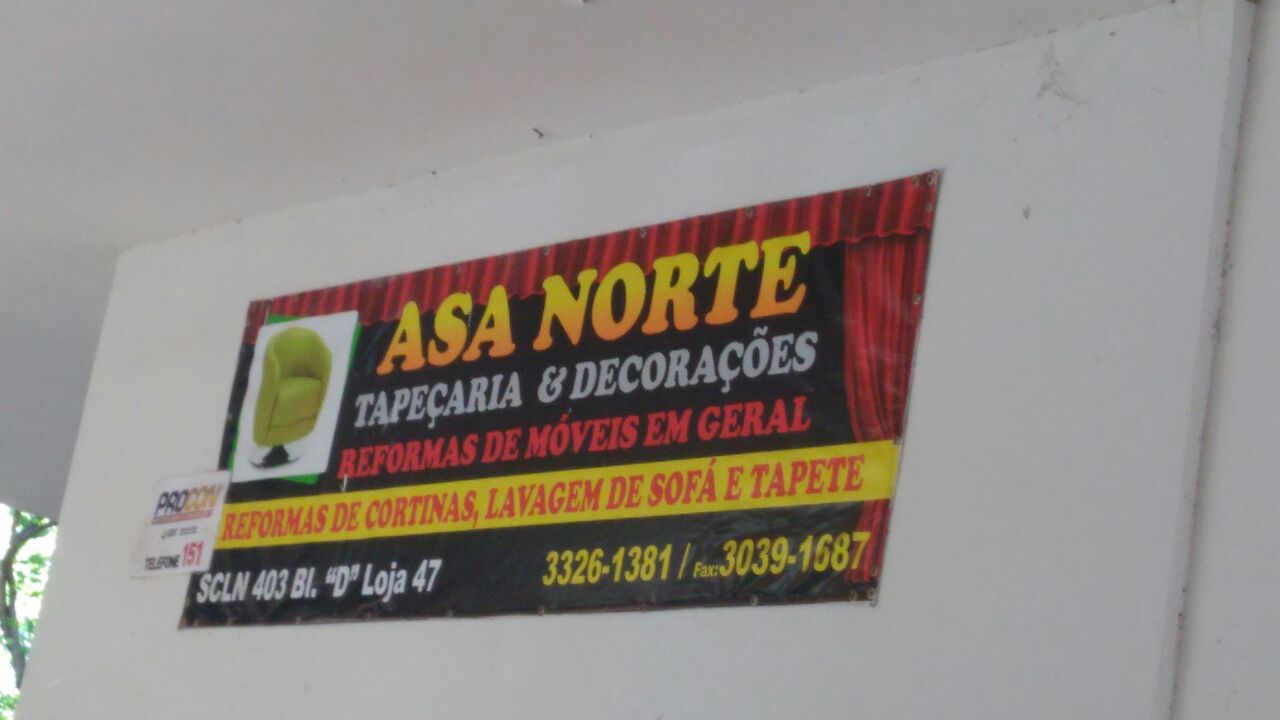 ASA NORTE
TAPEÇARIA & DECORAÇÕES
REFORMAS DE MÓVEIS EM GERAL
REFORMAS DE CORTINAS, LAVAGEM DE SOFÁ E TAPETE
SCLN 403 Bl. "D" Loja 47
3326-1381 / Fax:3039-1687
PROCON
TELEFONE 151